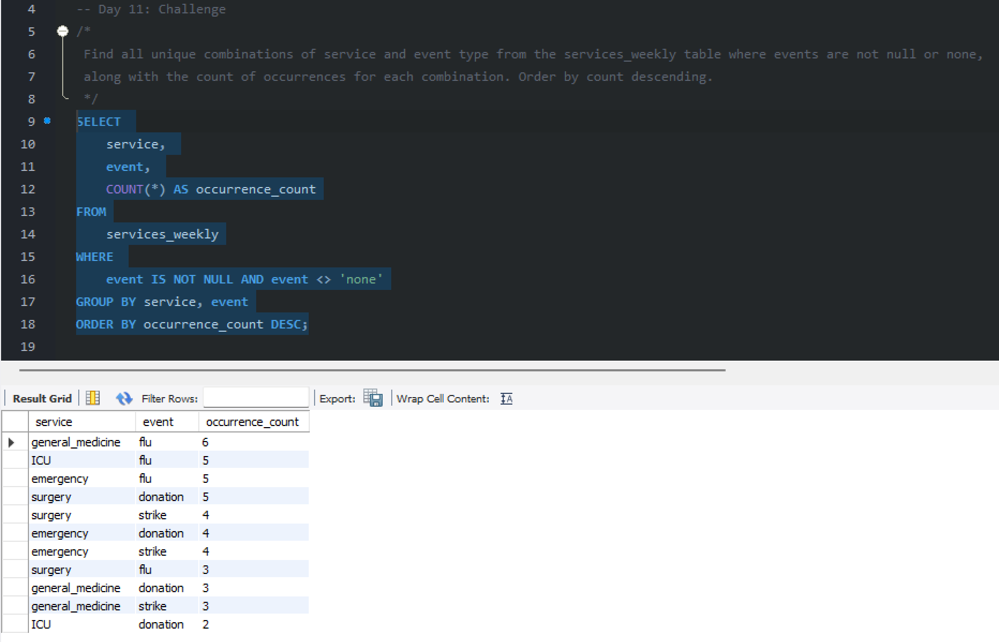 4 -- Day 11: Challenge
5 /*
6 Find all unique combinations of service and event type from the services_weekly table where events are not null or none,
7 along with the count of occurrences for each combination. Order by count descending.
8 */
9 SELECT
10 service,
11 event,
12 COUNT(*) AS occurrence_count
13 FROM
14 services_weekly
15 WHERE
16 event IS NOT NULL AND event <> 'none'
17 GROUP BY service, event
18 ORDER BY occurrence_count DESC;
19
Result Grid Filter Rows: Export: Wrap Cell Content: IA
service event occurrence_count
general_medicine flu 6
ICU flu 5
emergency flu 5
surgery donation 5
surgery strike 4
emergency donation 4
emergency strike 4
surgery flu 3
general_medicine donation 3
general_medicine strike 3
ICU donation 2